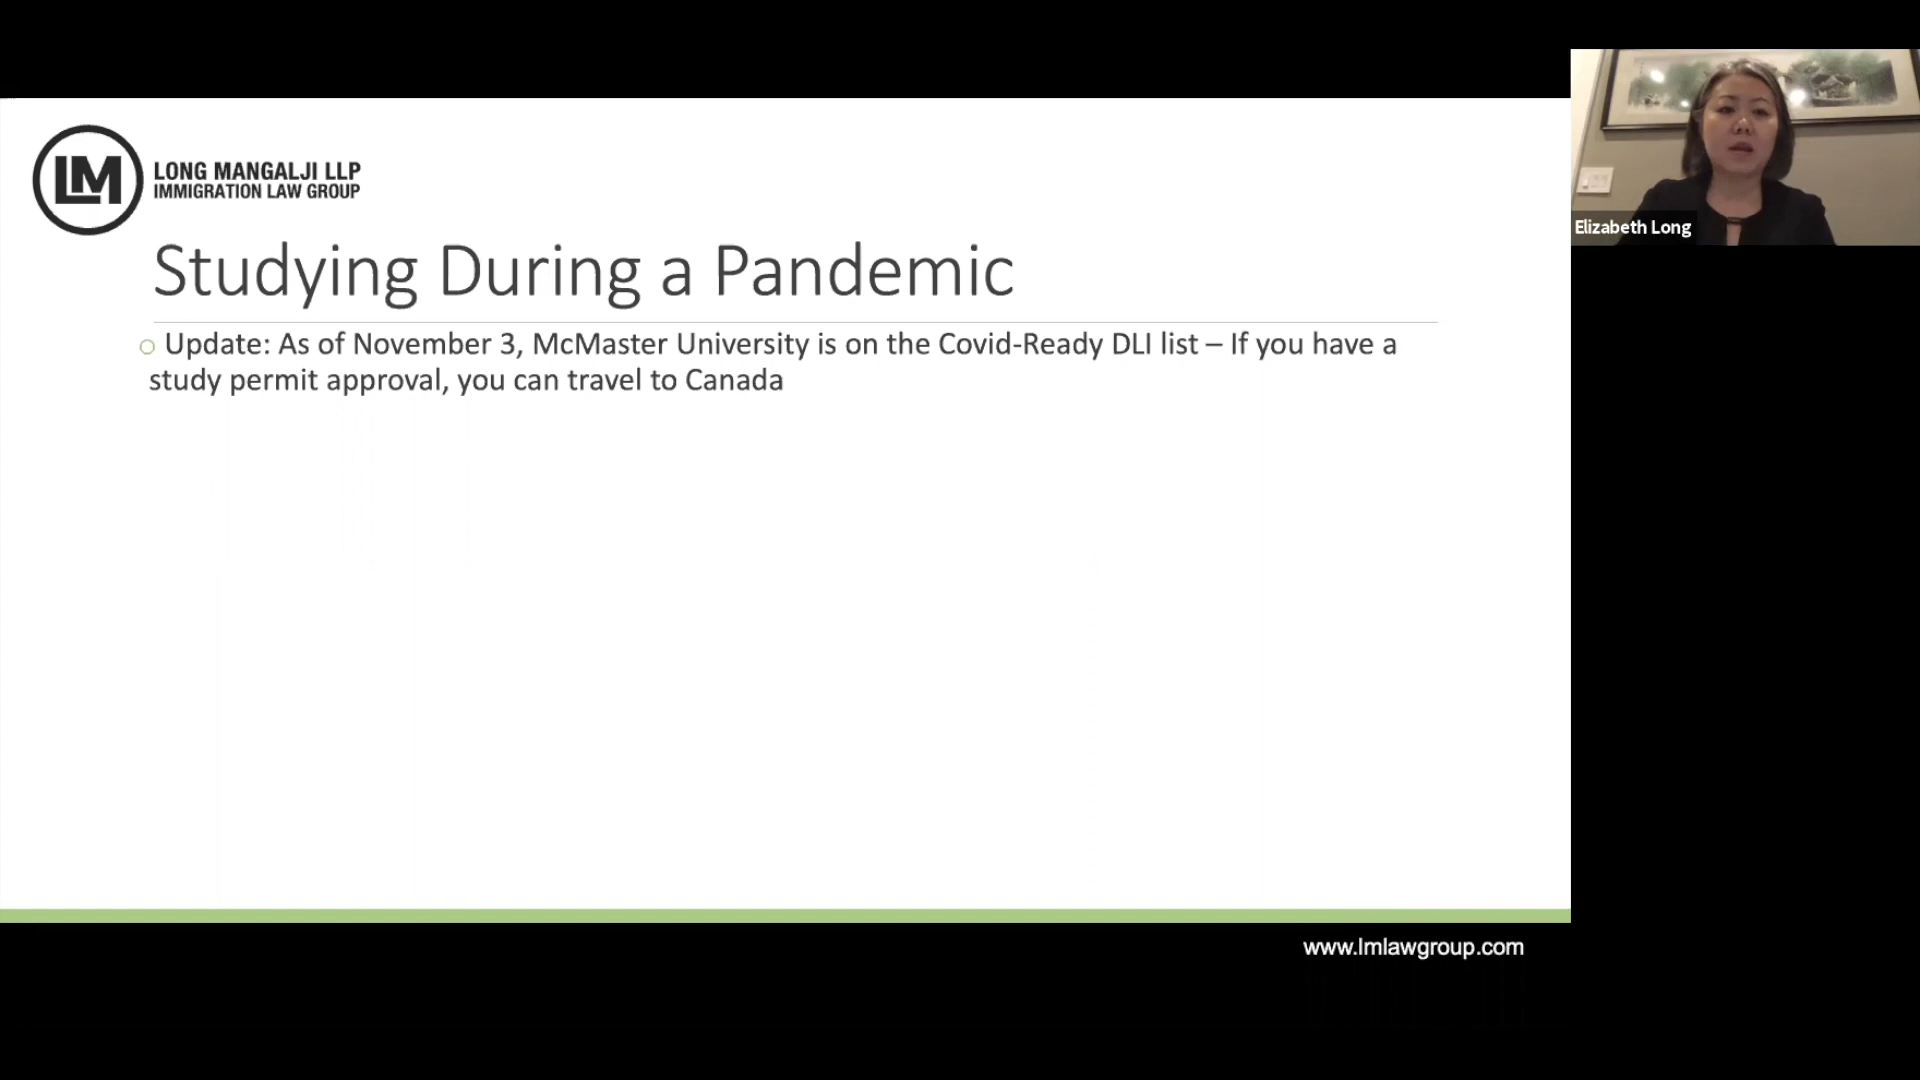 LM
LONG MANGALJI LLP
IMMIGRATION LAW GROUP
Studying During a Pandemic
Update: As of November 3, McMaster University is on the Covid-Ready DLI list – If you have a
study permit approval, you can travel to Canada
Elizabeth Long
www.lmlawgroup.com